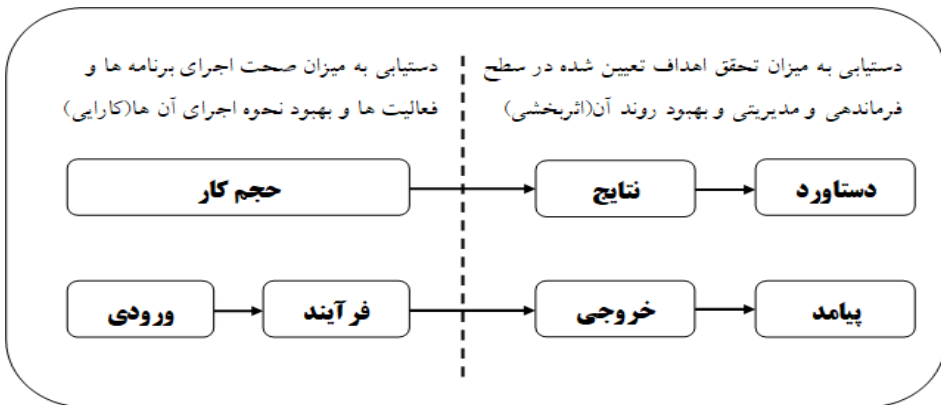 دستیابی به میزان تحقق اهداف تعیین شده در سطح
فرماندهی و مدیریتی و بهبود روند آن(اثربخشی)
دستیابی به میزان صحت اجرای برنامه ها و
فعالیت ها و بهبود نحوه اجرای آن ها(کارایی)
حجم کار
نتایج
دستاورد
ورودی
فرآیند
خروجی
پیامد